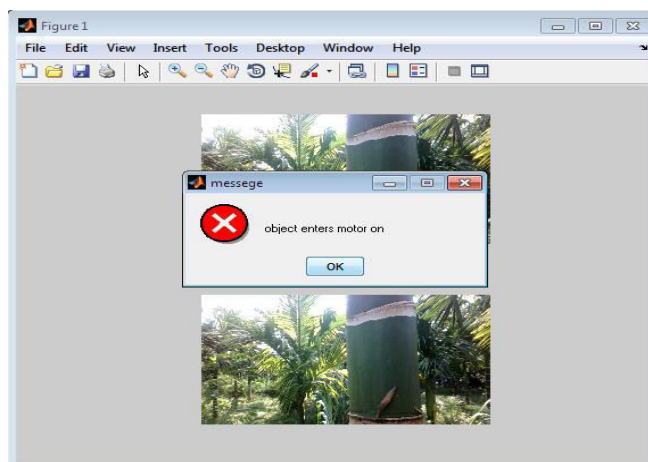 Figure 1
File Edit View Insert Tools Desktop Window Help
messege
object enters motor on
OK